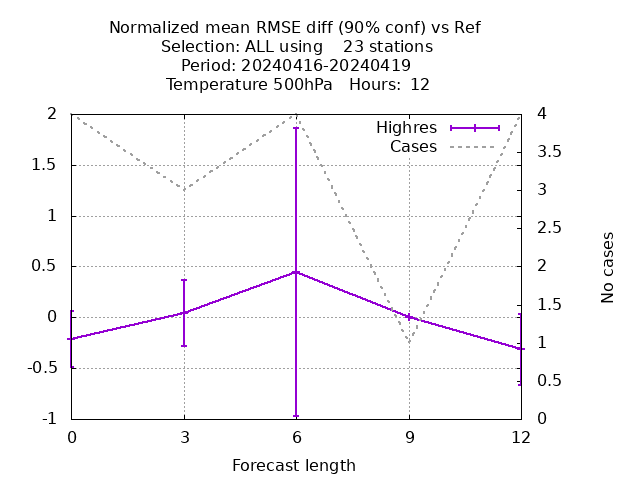 Normalized mean RMSE diff (90% conf) vs Ref
Selection: ALL using    23 stations
Period: 20240416-20240419
Temperature 500hPa   Hours:  12
Highres
Cases
2
1.5
1
0.5
0
-0.5
-1
4
3.5
3
2.5
2
1.5
1
0.5
0
No cases
0 3 6 9 12
Forecast length